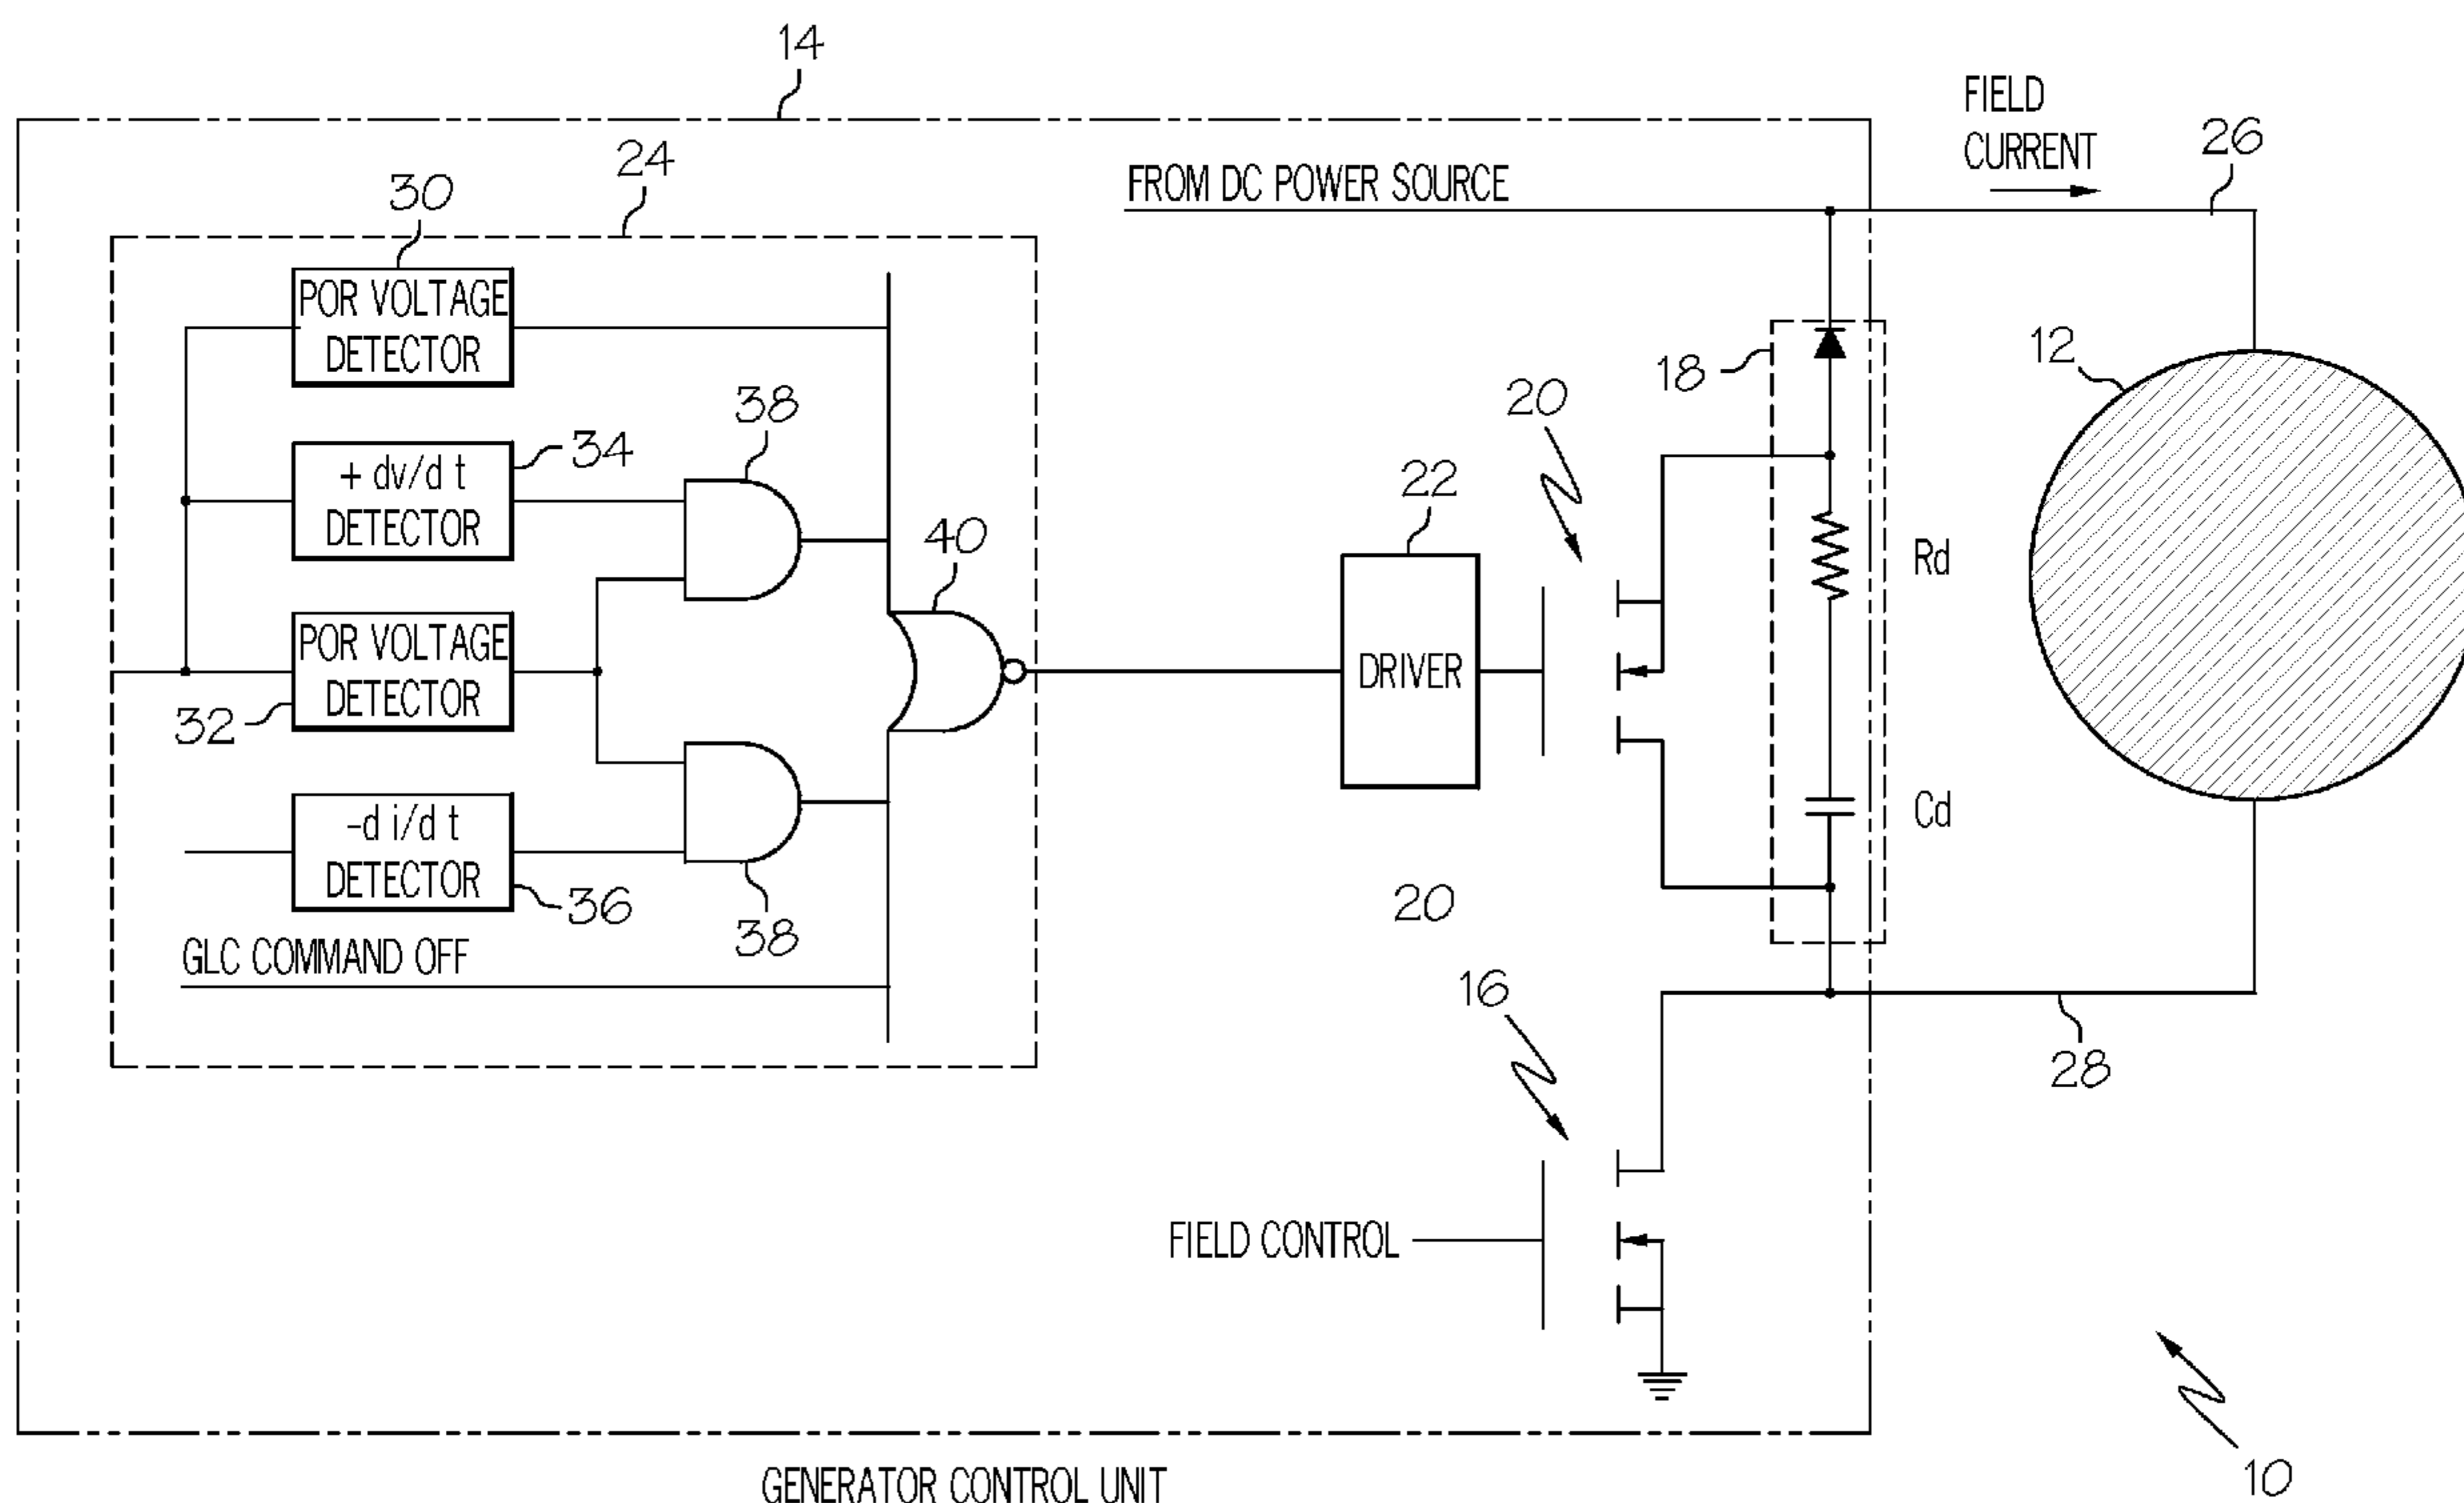 14
FIELD
CURRENT
26
24
FROM DC POWER SOURCE
30
POR VOLTAGE
DETECTOR
12
18
20
38
34
+ dv/d t
DETECTOR
22
40
Rd
POR VOLTAGE
DETECTOR
DRIVER
32
Cd
-d i/d t
DETECTOR
36
38
20
GLC COMMAND OFF
16
28
FIELD CONTROL
10
GENERATOR CONTROL UNIT